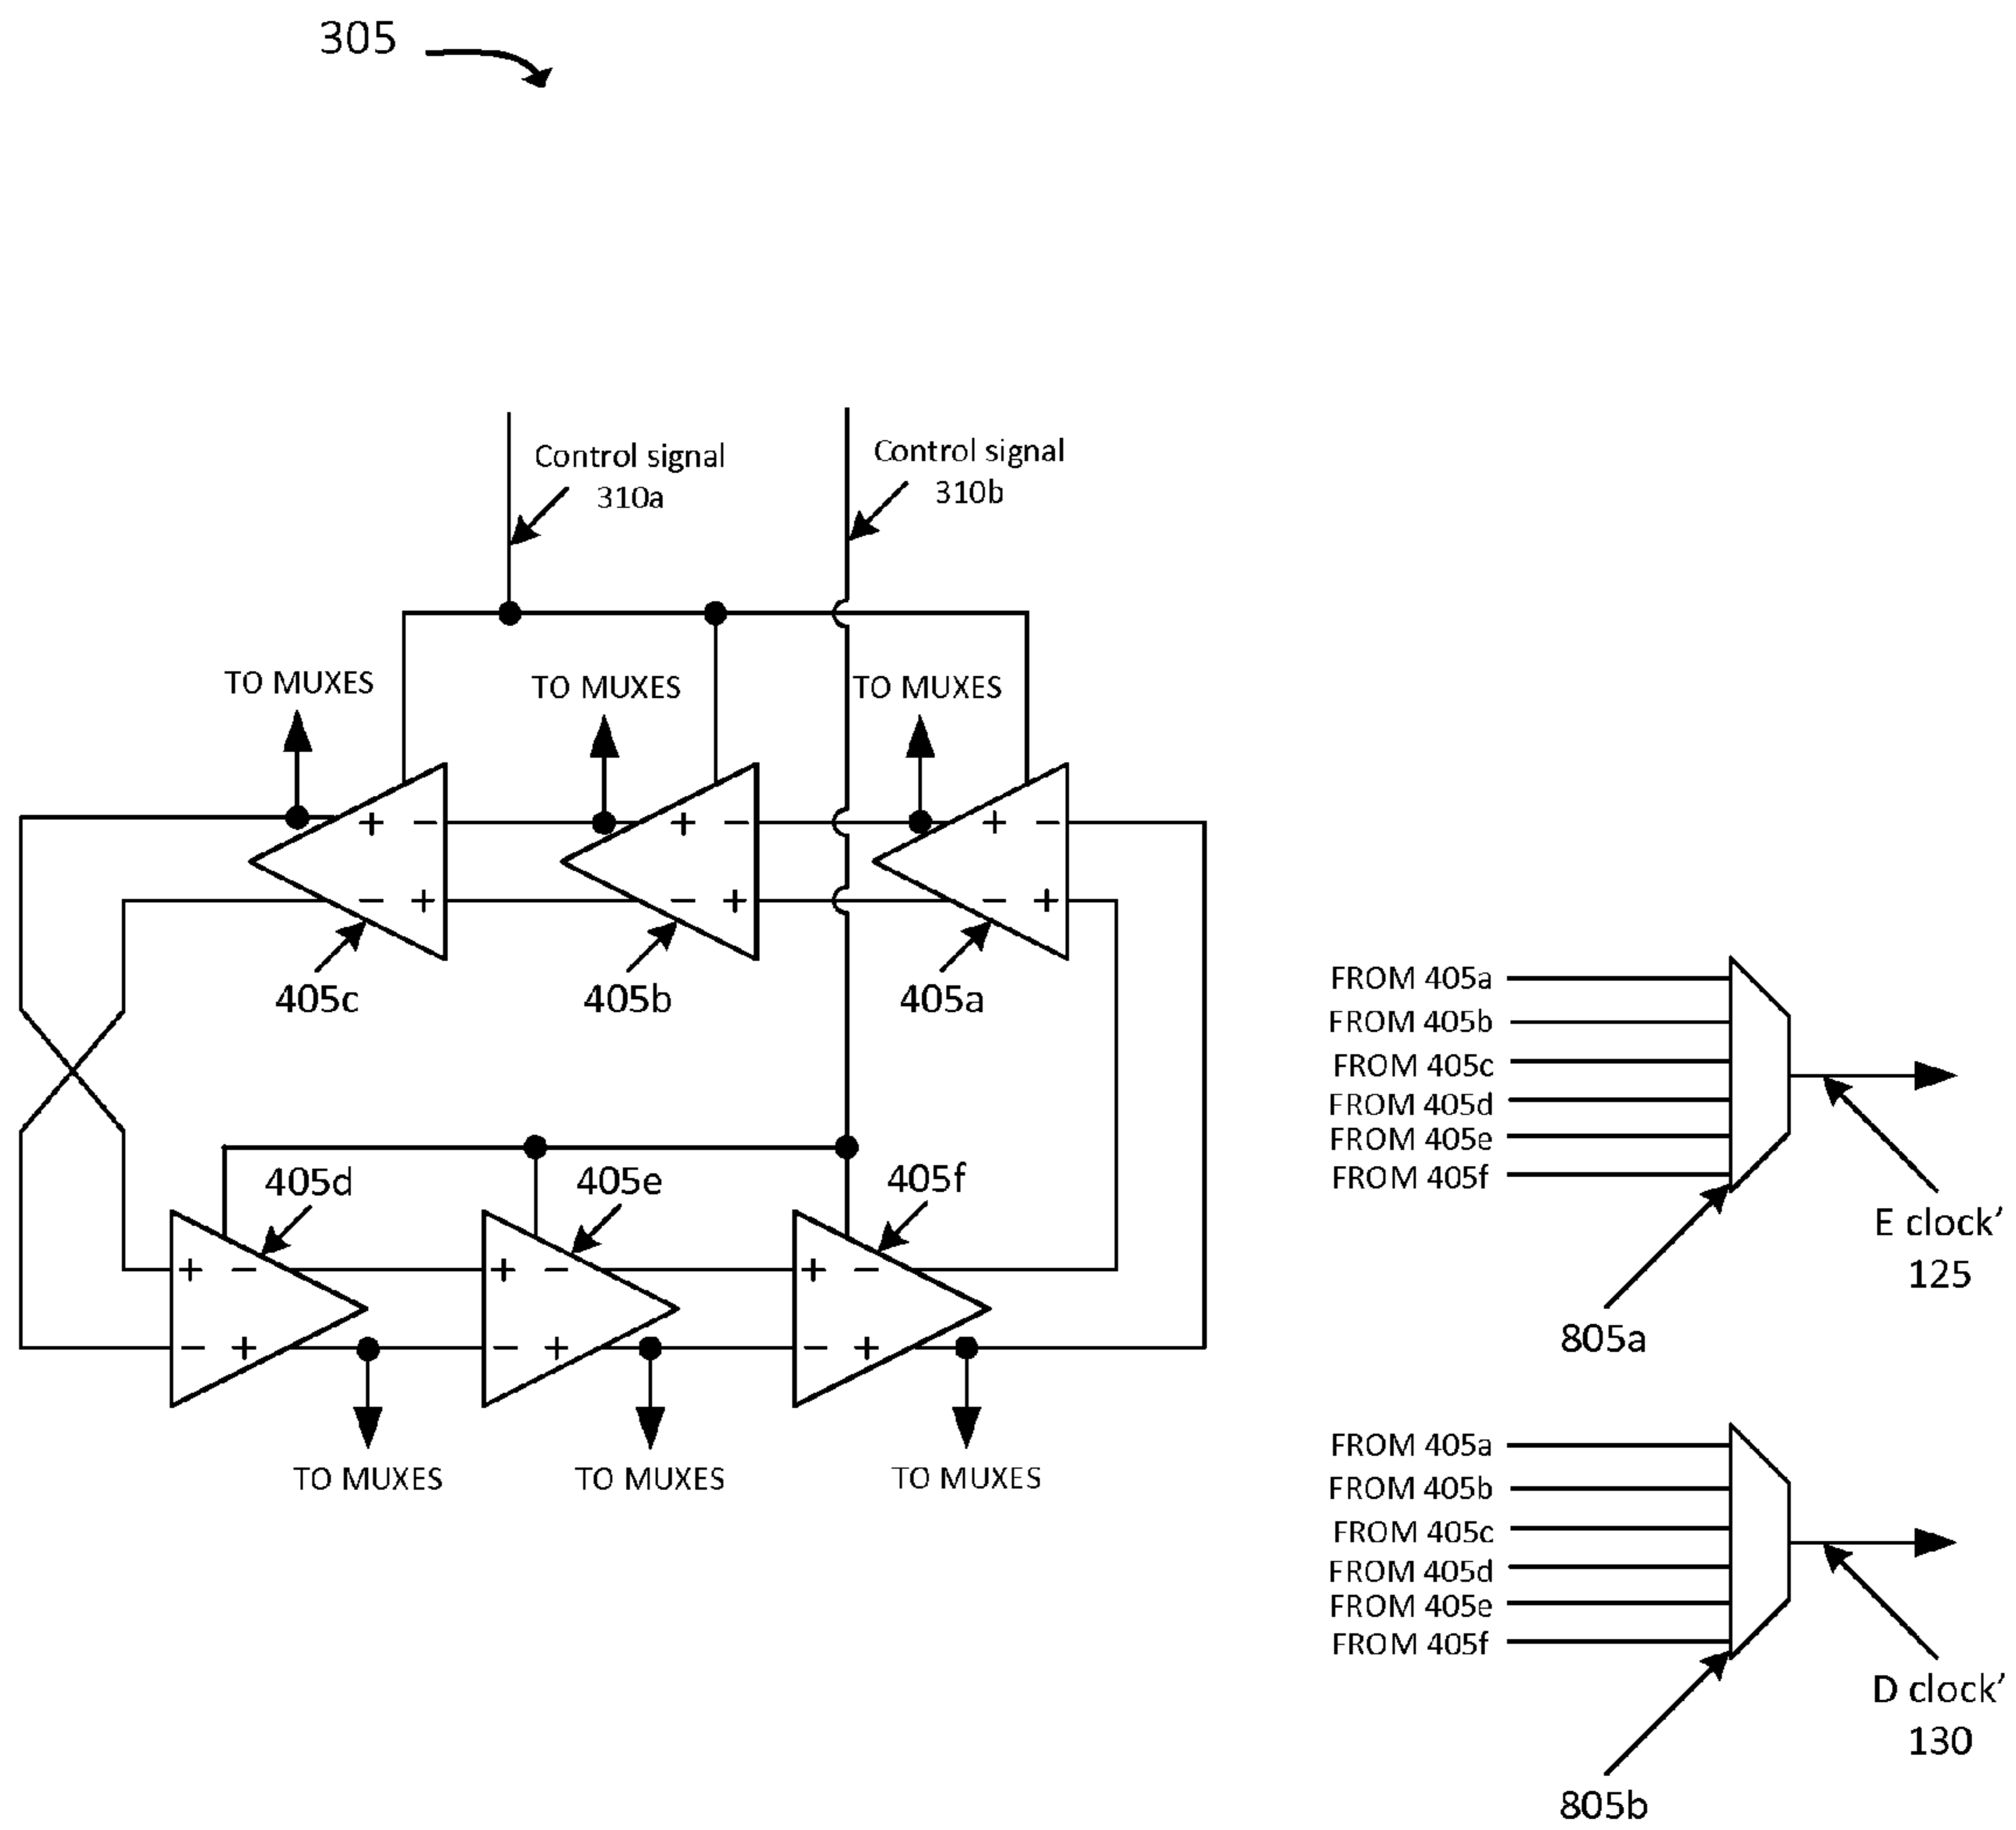 305
Control signal
310a
Control signal
310b
TO MUXES
TO MUXES
TO MUXES
+ −
+ −
+ −
− +
− +
− +
405c
405b
405a
405d
405e
405f
+ −
+ −
+ −
− +
− +
− +
TO MUXES
TO MUXES
TO MUXES
FROM 405a
FROM 405b
FROM 405c
FROM 405d
FROM 405e
FROM 405f
E clock’
125
805a
FROM 405a
FROM 405b
FROM 405c
FROM 405d
FROM 405e
FROM 405f
D clock’
130
805b